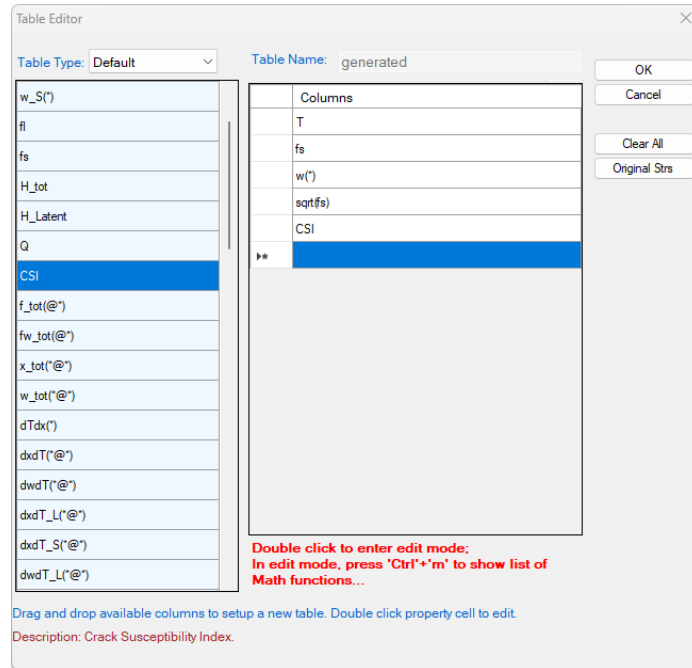 Table Editor
Table Type: Default
Table Name: generated
OK
Cancel
Clear All
Original Strs
w_S(*)
fl
fs
H_tot
H_Latent
Q
CSI
f_tot(@*)
fw_tot(@*)
x_tot(*@*)
w_tot(*@*)
dTdx(*)
dxdT(*@*)
dwdT(*@*)
dxdT_L(*@*)
dxdT_S(*@*)
dwdT_L(*@*)
Columns
T
fs
w(*)
sqrt(fs)
CSI
Double click to enter edit mode;
In edit mode, press 'Ctrl'+'m' to show list of
Math functions...
Drag and drop available columns to setup a new table. Double click property cell to edit.
Description: Crack Susceptibility Index.